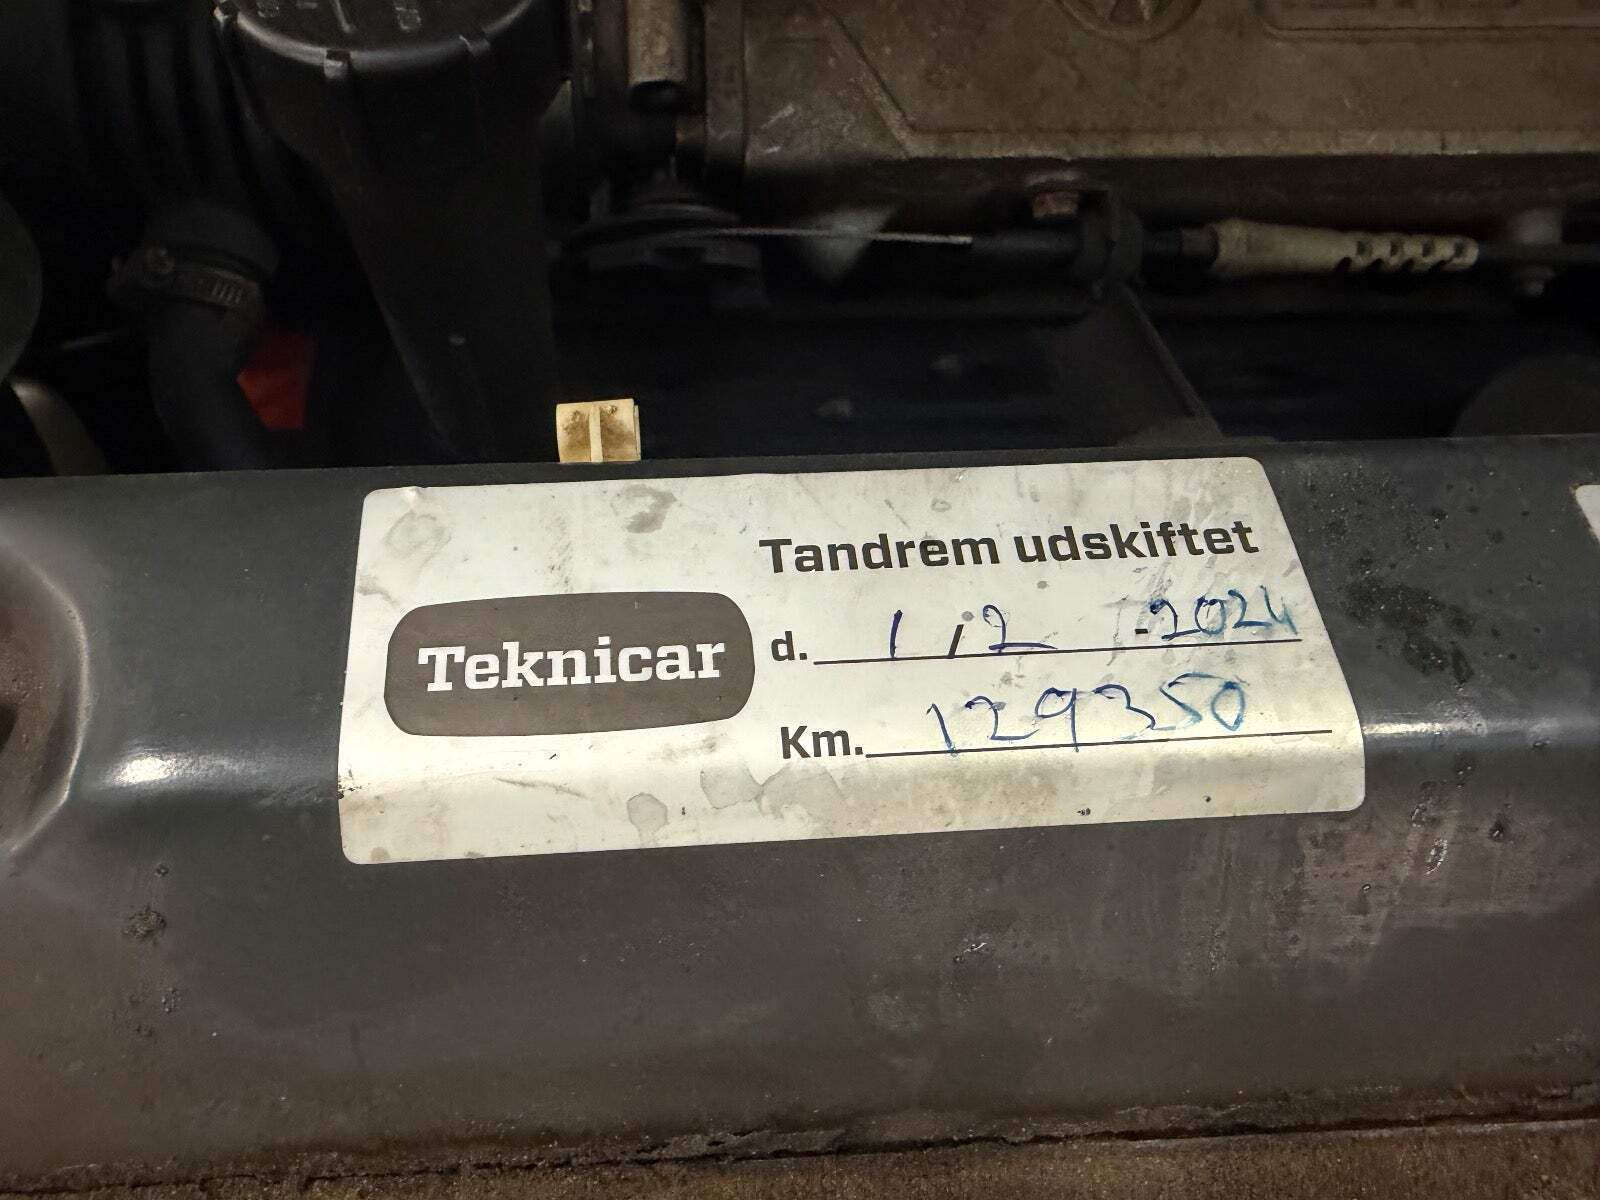 Tandrem udskiftet
Teknicar
d. 1/2 -2024
Km. 129350